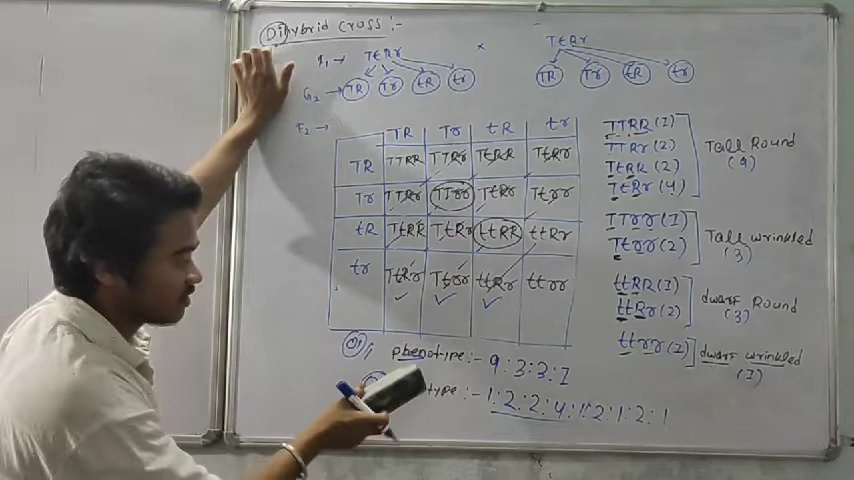 Dihybrid cross :-
F₁ → TtRr × TtRr
G₂ → TR Tr tR tr TR Tr tR tr
F₂ →
TR Tr tR tr
TR TTRR TTRr TtRR TtRr
Tr TTRr TTrr TtRr Ttrr
tR TtRR TtRr ttRR ttRr
tr TtRr Ttrr ttRr ttrr
TTRR (1)
TTRr (2)
TtRR (2)
TtRr (4)
Tall Round
(9)
TTrr (1)
Ttrr (2)
Tall wrinkled
(3)
ttRR (1)
ttRr (2)
dwarf Round
(3)
ttrr (2)
dwarf wrinkled
(1)
phenotype :- 9:3:3:1
type :- 1:2:2:4:1:2:1:2:1